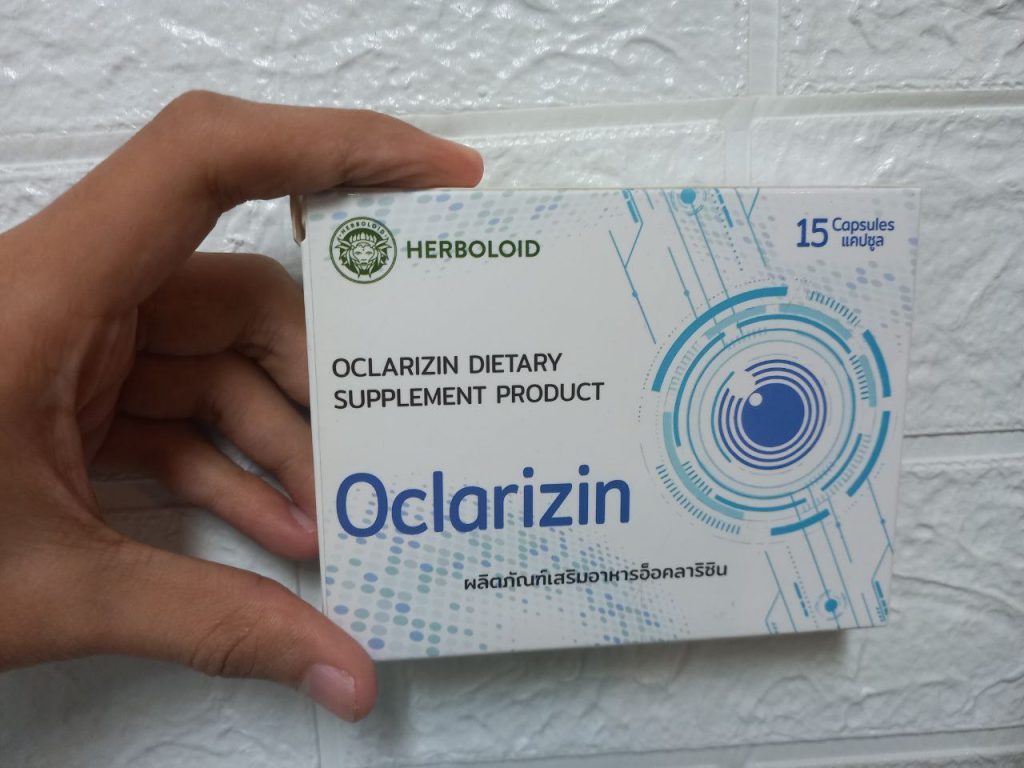 HERBOLOID
HERBOLOID
15 Capsules
แคปซูล
OCLARIZIN DIETARY
SUPPLEMENT PRODUCT
Oclarizin
ผลิตภัณฑ์เสริมอาหารอ็อคลาริซิน